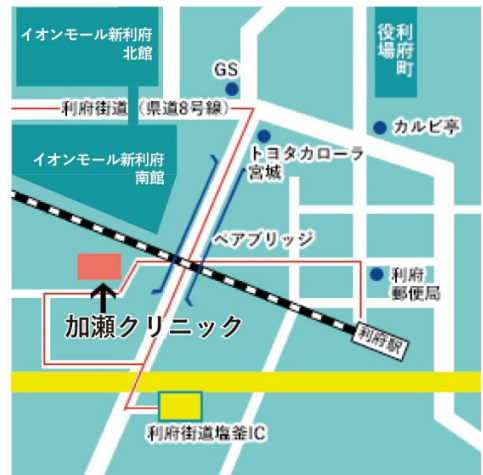 イオンモール新利府
北館
利府町
役場
GS
利府街道（県道8号線）
カルビ亭
イオンモール新利府
南館
トヨタカローラ
宮城
ペアブリッジ
利府
郵便局
加瀬クリニック
利府駅
利府街道塩釜IC